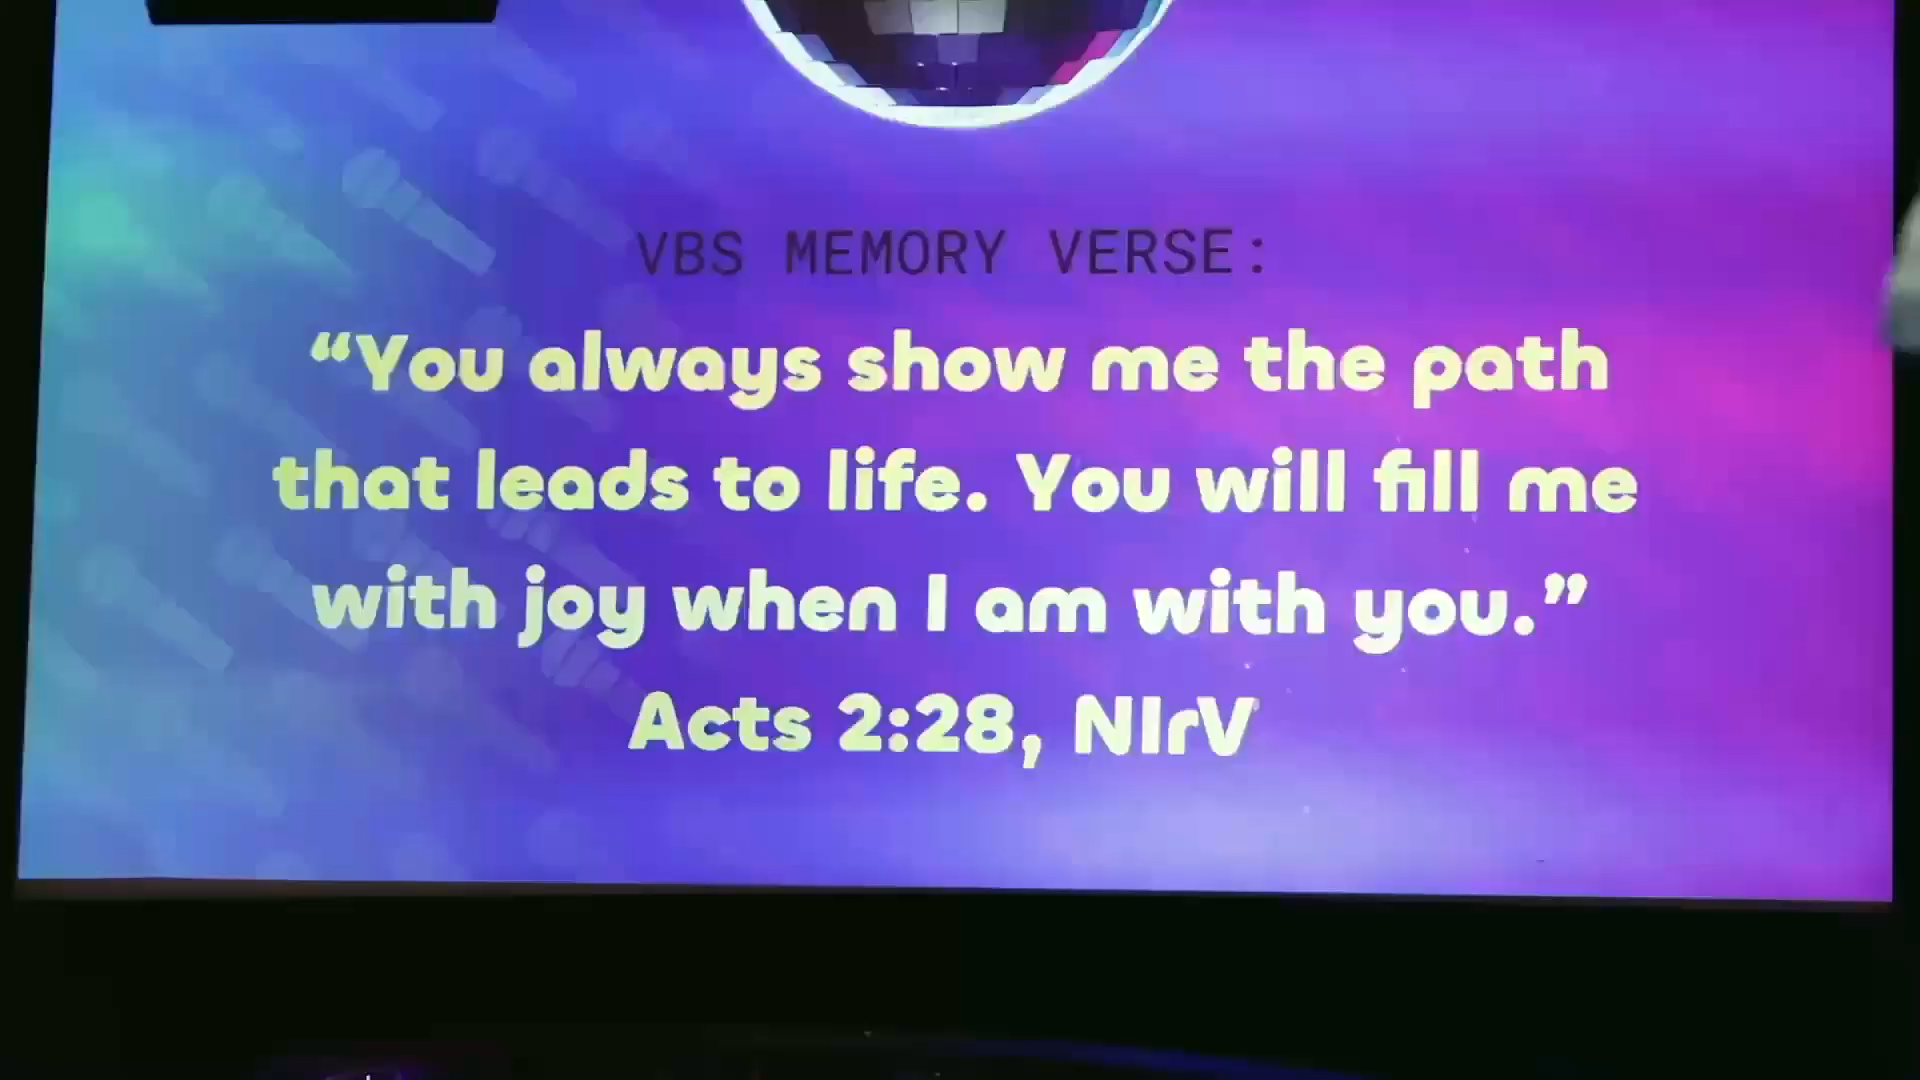 VBS MEMORY VERSE:
“You always show me the path
that leads to life. You will fill me
with joy when I am with you.”
Acts 2:28, NIrV